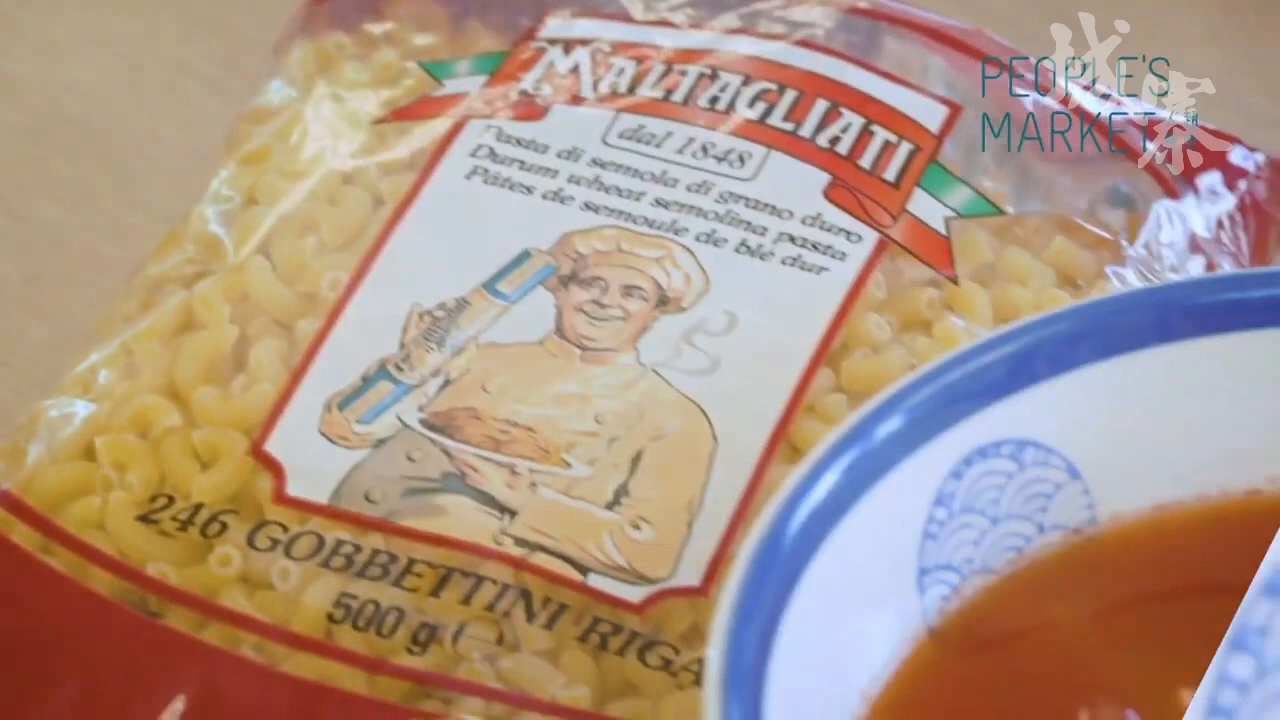 MALTAGLIATI
dal 1848
Pasta di semola di grano duro
Durum wheat semolina pasta
Pâtes de semoule de blé dur
246 GOBBETTINI RIGA
500 g e
PEOPLE'S
MARKET